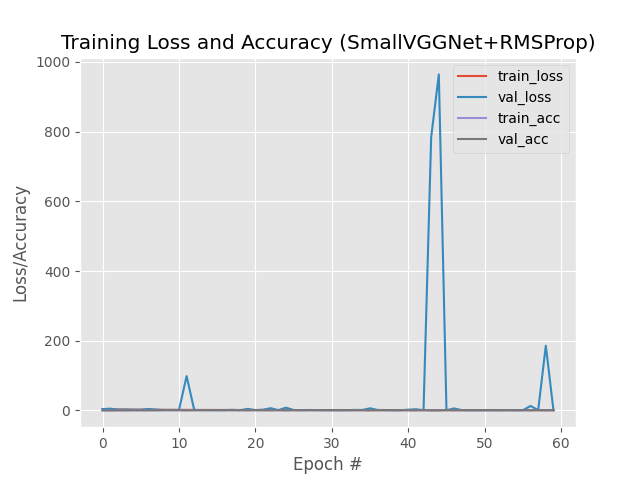 Training Loss and Accuracy (SmallVGGNet+RMSProp)
1000
800
600
400
200
0
Loss/Accuracy
train_loss
val_loss
train_acc
val_acc
0 10 20 30 40 50 60
Epoch #